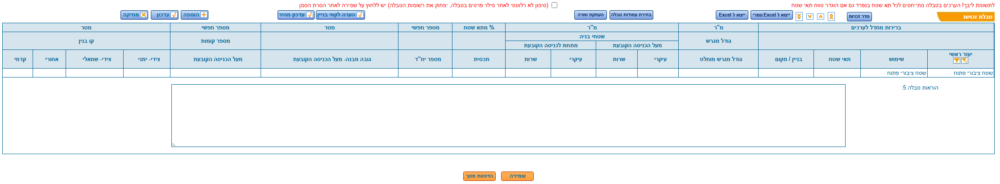 לתשומת ליבך! הערכים בטבלה מתייחסים לכל תא שטח בנפרד גם אם הוגדר טווח תאי שטח
(סימון לא רלוונטי לאחר מילוי פרטים בטבלה, ימחוק את רשומות הטבלה) יש ללחוץ על שמירה לאחר הסרת הסמן
טבלת זכויות סדר זכויות ייצוא ל Excel נומרי ייצוא ל Excel בחירת עמודות טבלה העתקת שורה הערה לקווי בניין עדכון מהיר הוספה עדכון מחיקה
ברירות מחדל לערכים מ"ר מ"ר % מתא שטח מספר חפשי מטר מספר חפשי מטר
גודל מגרש שטחי בניה מספר קומות קו בנין
מעל הכניסה הקובעת מתחת לכניסה הקובעת
יעוד ראשי שימוש תאי שטח בניין / מקום גודל מגרש מוחלט עיקרי שרות עיקרי שרות תכסית מספר יח"ד גובה מבנה- מעל הכניסה הקובעת מעל הכניסה הקובעת צידי- ימני צידי- שמאלי אחורי קדמי
שטח ציבורי פתוח שטח ציבורי פתוח
הוראות טבלה 5:
שמירה הדפסת מסך